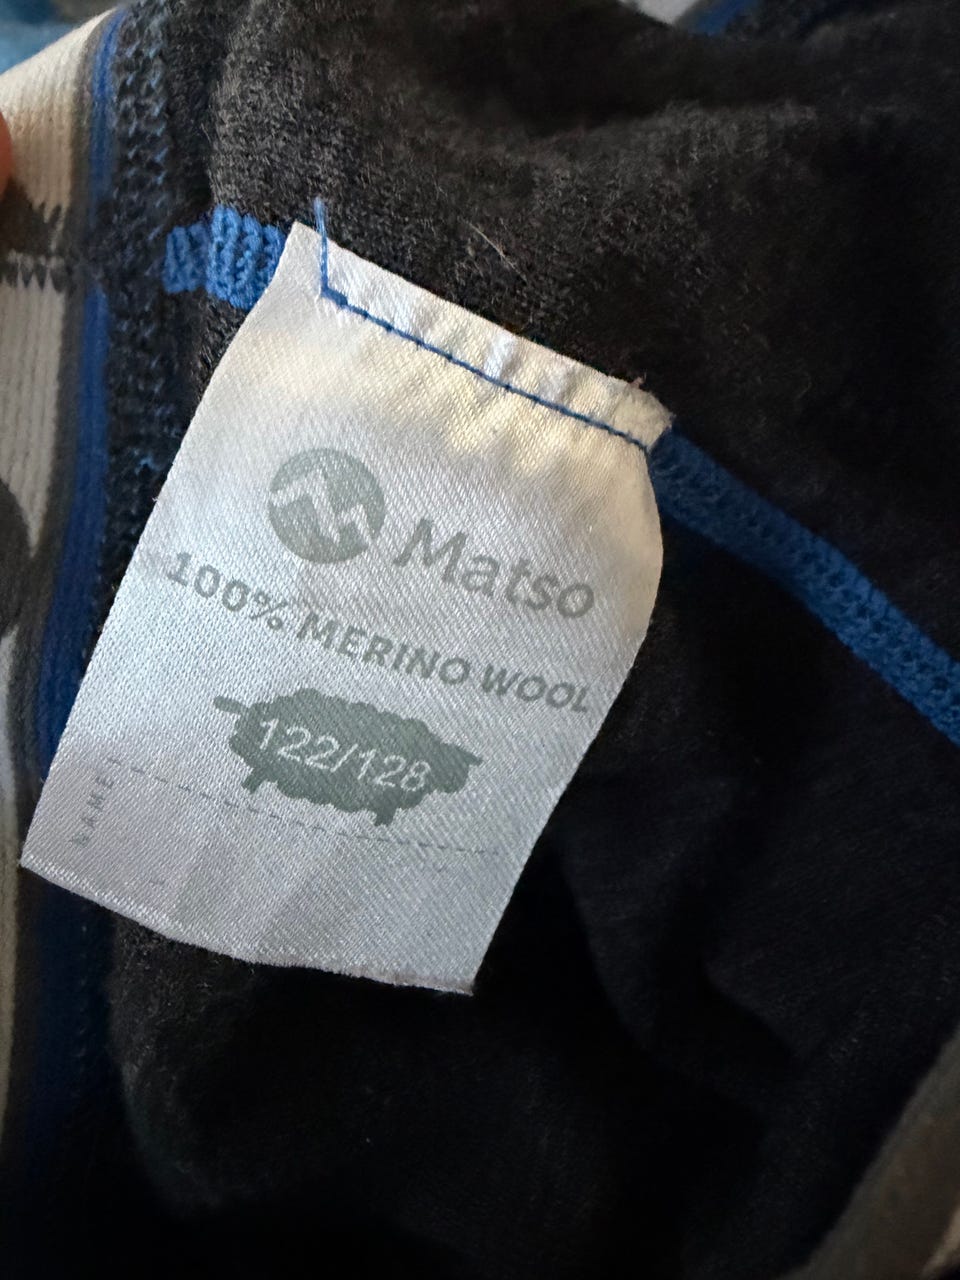 Matso
100% MERINO WOOL
122/128
NAME